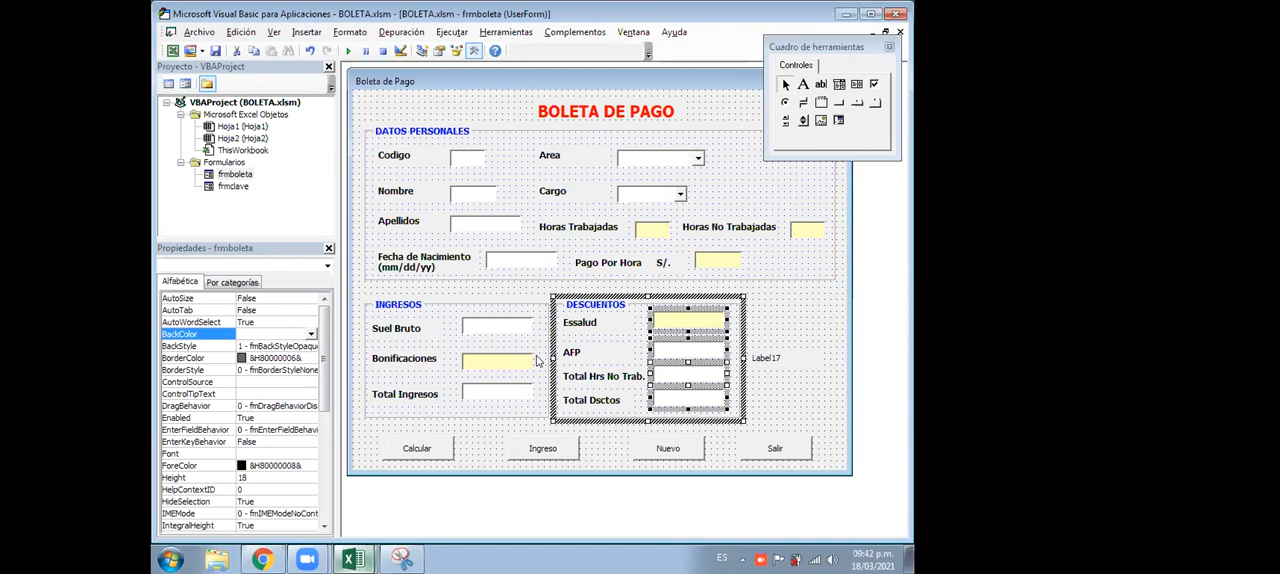 Microsoft Visual Basic para Aplicaciones - BOLETA.xlsm - [BOLETA.xlsm - frmboleta (UserForm)]
Archivo Edición Ver Insertar Formato Depuración Ejecutar Herramientas Complementos Ventana Ayuda
Proyecto - VBAProject
VBAProject (BOLETA.xlsm)
Microsoft Excel Objetos
Hoja1 (Hoja1)
Hoja2 (Hoja2)
ThisWorkbook
Formularios
frmboleta
frmclave
Propiedades - frmboleta
Alfabética Por categorías
AutoSize False
AutoTab False
AutoWordSelect True
BackColor
BackStyle 1 - fmBackStyleOpaqu
BorderColor &H80000006&
BorderStyle 0 - fmBorderStyleNone
ControlSource
ControlTipText
DragBehavior 0 - fmDragBehaviorDis
Enabled True
EnterFieldBehavior 0 - fmEnterFieldBehavi
EnterKeyBehavior False
Font
ForeColor &H80000008&
Height 18
HelpContextID 0
HideSelection True
IMEMode 0 - fmIMEModeNoCont
IntegralHeight True
Cuadro de herramientas
Controles
Boleta de Pago
BOLETA DE PAGO
DATOS PERSONALES
Codigo Area
Nombre Cargo
Apellidos Horas Trabajadas Horas No Trabajadas
Fecha de Nacimiento
(mm/dd/yy) Pago Por Hora S/.
INGRESOS
Suel Bruto
Bonificaciones
Total Ingresos
DESCUENTOS
Essalud
AFP
Total Hrs No Trab.
Total Dsctos
Label17
Calcular Ingreso Nuevo Salir
ES
09:42 p.m.
18/03/2021